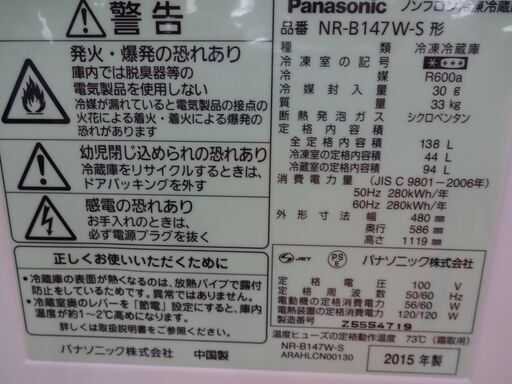 警告
発火・爆発の恐れあり
庫内では脱臭器等の
電気製品を使用しない
冷媒が漏れていると電気製品の接点の
火花による着火・着火による爆発の
恐れがあります
幼児閉じ込められの恐れあり
冷蔵庫をリサイクルするときは、
ドアパッキングを外す
感電の恐れあり
お手入れのときは、
必ず電源プラグを抜く
正しくお使いいただくために
・冷蔵庫の表面が熱くなるのは、放熱パイプで露付
防止をしているためです。異常ではありません。
・冷蔵室奥のレバーを「節電」設定にすると、庫内
温度が約1~2℃高めになります。
詳しくは取扱説明書をご覧ください。
パナソニック株式会社 中国製
Panasonic ノンフロン冷凍冷蔵庫
品番 NR-B147W-S 形
種類 冷凍冷蔵庫
冷凍室の記号
冷媒 R600a
冷媒封入量 30 g
質量 33 kg
断熱発泡ガス シクロペンタン
定格内容積
全定格内容積 138 L
冷凍室の定格内容積 44 L
冷蔵室の定格内容積 94 L
消費電力量 (JIS C 9801-2006年)
50Hz 280kWh/年
60Hz 280kWh/年
外形寸法 幅 480 mm
奥行 586 mm
高さ 1119 mm
JET PSE パナソニック株式会社
定格電圧 100 V
定格周波数 50/60 Hz
電動機の定格消費電力 56/60 W
電熱装置の定格消費電力 120/120 W
Z5554719
温度ヒューズの定格動作温度 73℃(霜取用)
NR-B147W-S
ARAHLCN00130 2015年製